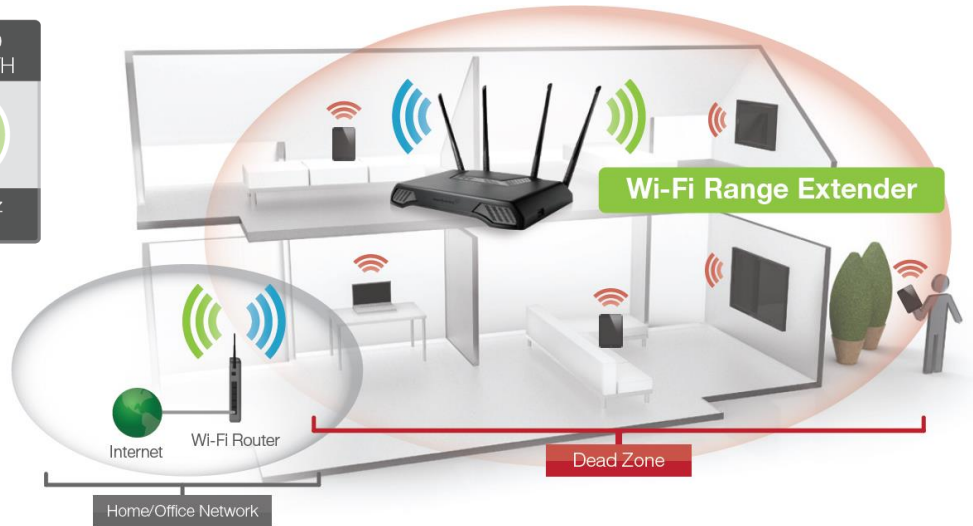 Wi-Fi Range Extender
Internet
Wi-Fi Router
Dead Zone
Home/Office Network